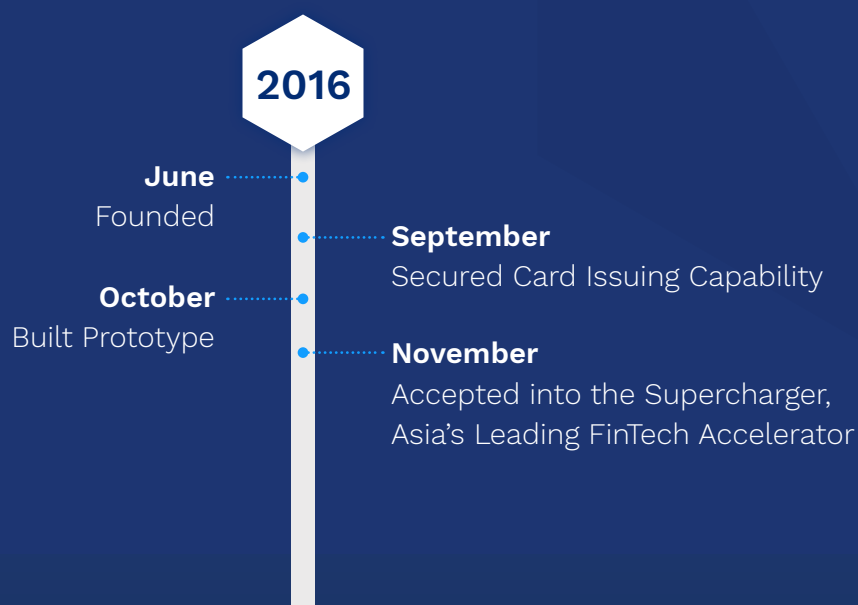 2016
June
Founded
September
Secured Card Issuing Capability
October
Built Prototype
November
Accepted into the Supercharger,
Asia’s Leading FinTech Accelerator